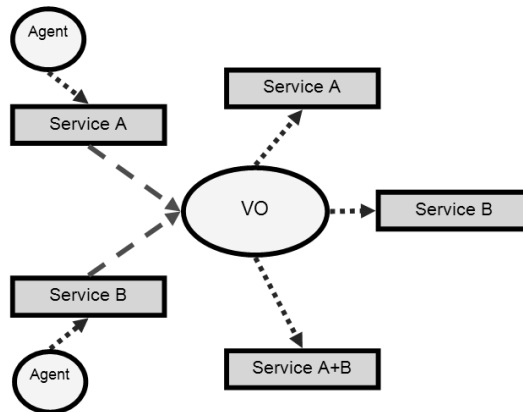 Agent
Service A
Service A
VO
Service B
Service B
Service A+B
Agent